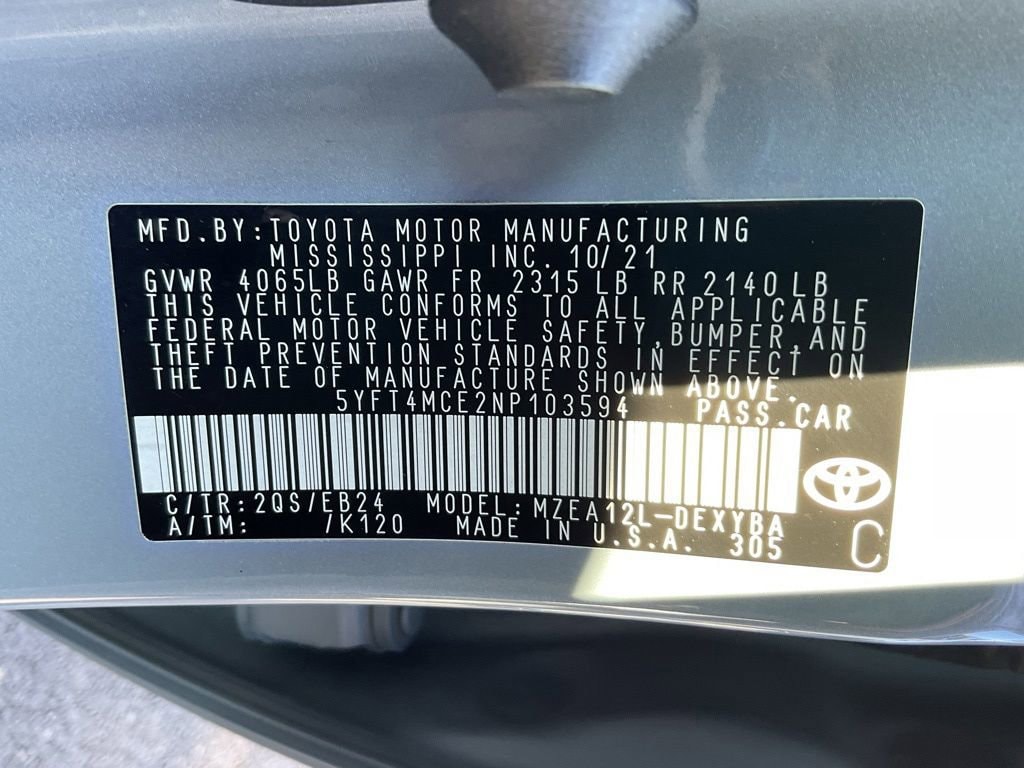 MFD.BY:TOYOTA MOTOR MANUFACTURING
MISSISSIPPI INC. 10/21
GVWR 4065LB GAWR FR 2315 LB RR 2140 LB
THIS VEHICLE CONFORMS TO ALL APPLICABLE
FEDERAL MOTOR VEHICLE SAFETY,BUMPER,AND
THEFT PREVENTION STANDARDS IN EFFECT ON
THE DATE OF MANUFACTURE SHOWN ABOVE.
5YFT4MCE2NP103594 PASS.CAR
C/TR:2QS/EB24 MODEL:MZEA12L-DEXYBA
A/TM: /K120 MADE IN U.S.A. 305
C